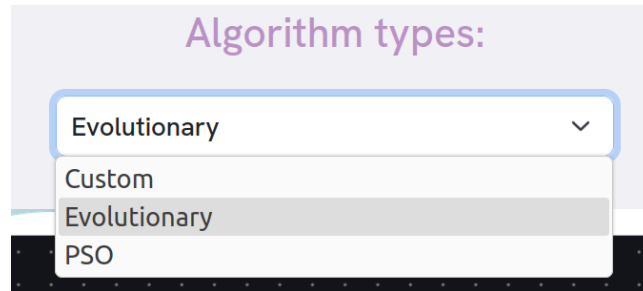 Algorithm types:
Evolutionary
Custom
Evolutionary
PSO